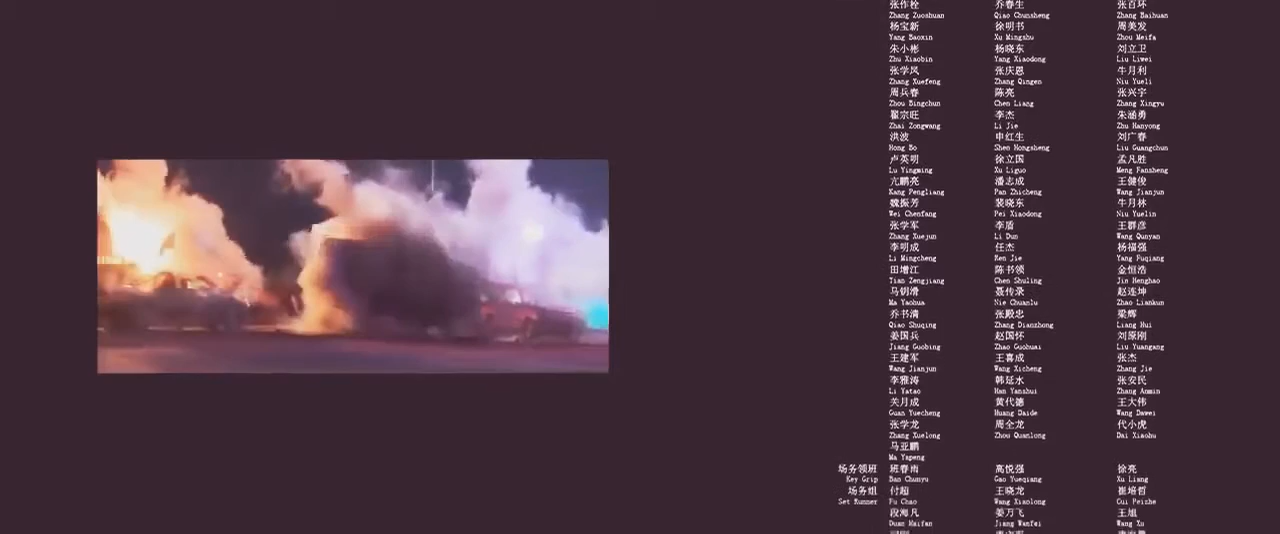 张作栓 乔春生 张百环
Zhang Zuoshuan Qiao Chunsheng Zhang Baihuan
杨宝新 徐明书 周美发
Yang Baoxin Xu Mingshu Zhou Meifa
朱小彬 杨晓东 刘立卫
Zhu Xiaobin Yang Xiaodong Liu Liwei
张学风 张庆恩 牛月利
Zhang Xuefeng Zhang Qingen Niu Yueli
周兵春 陈亮 张兴宇
Zhou Bingchun Chen Liang Zhang Xingyu
翟宗旺 李杰 朱涵勇
Zhai Zongwang Li Jie Zhu Hanyong
洪波 申红生 刘广春
Hong Bo Shen Hongsheng Liu Guangchun
卢英明 徐立国 孟凡胜
Lu Yingming Xu Liguo Meng Fansheng
亢鹏亮 潘志成 王健俊
Kang Pengliang Pan Zhicheng Wang Jianjun
魏振芳 裴晓东 牛月林
Wei Chenfang Pei Xiaodong Niu Yuelin
张学军 李盾 王群彦
Zhang Xuejun Li Dun Wang Qunyan
李明成 任杰 杨福强
Li Mingcheng Ren Jie Yang Fuqiang
田增江 陈书领 金恒浩
Tian Zengjiang Chen Shuling Jin Henghao
马钥滑 聂传录 赵连坤
Ma Yaohua Nie Chuanlu Zhao Liankun
乔书清 张殿忠 梁辉
Qiao Shuqing Zhang Dianzhong Liang Hui
姜国兵 赵国怀 刘原刚
Jiang Guobing Zhao Guohuai Liu Yuangang
王建军 王喜成 张杰
Wang Jianjun Wang Xicheng Zhang Jie
李雅涛 韩延水 张安民
Li Yatao Han Yanshui Zhang Anmin
关月成 黄代德 王大伟
Guan Yuecheng Huang Daide Wang Dawei
张学龙 周全龙 代小虎
Zhang Xuelong Zhou Quanlong Dai Xiaohu
马亚鹏
Ma Yapeng
场务领班 班春雨 高悦强 徐亮
Key Grip Ban Chunyu Gao Yueqiang Xu Liang
场务组 付超 王晓龙 崔培哲
Set Runner Fu Chao Wang Xiaolong Cui Peizhe
段海凡 姜万飞 王旭
Duan Haifan Jiang Wanfei Wang Xu